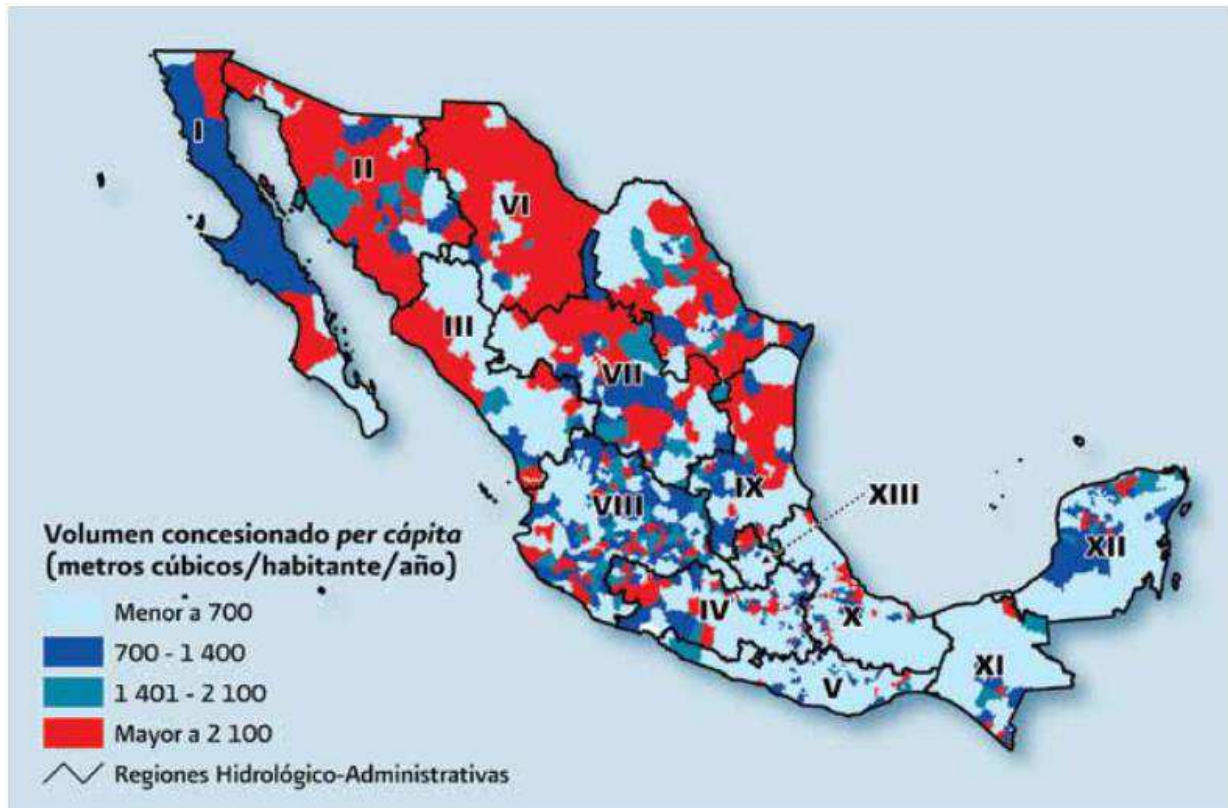 I
II
VI
III
VII
VIII
IX
XIII
XII
IV
X
XI
V
Volumen concesionado per cápita
(metros cúbicos/habitante/año)
Menor a 700
700 - 1 400
1 401 - 2 100
Mayor a 2 100
Regiones Hidrológico-Administrativas